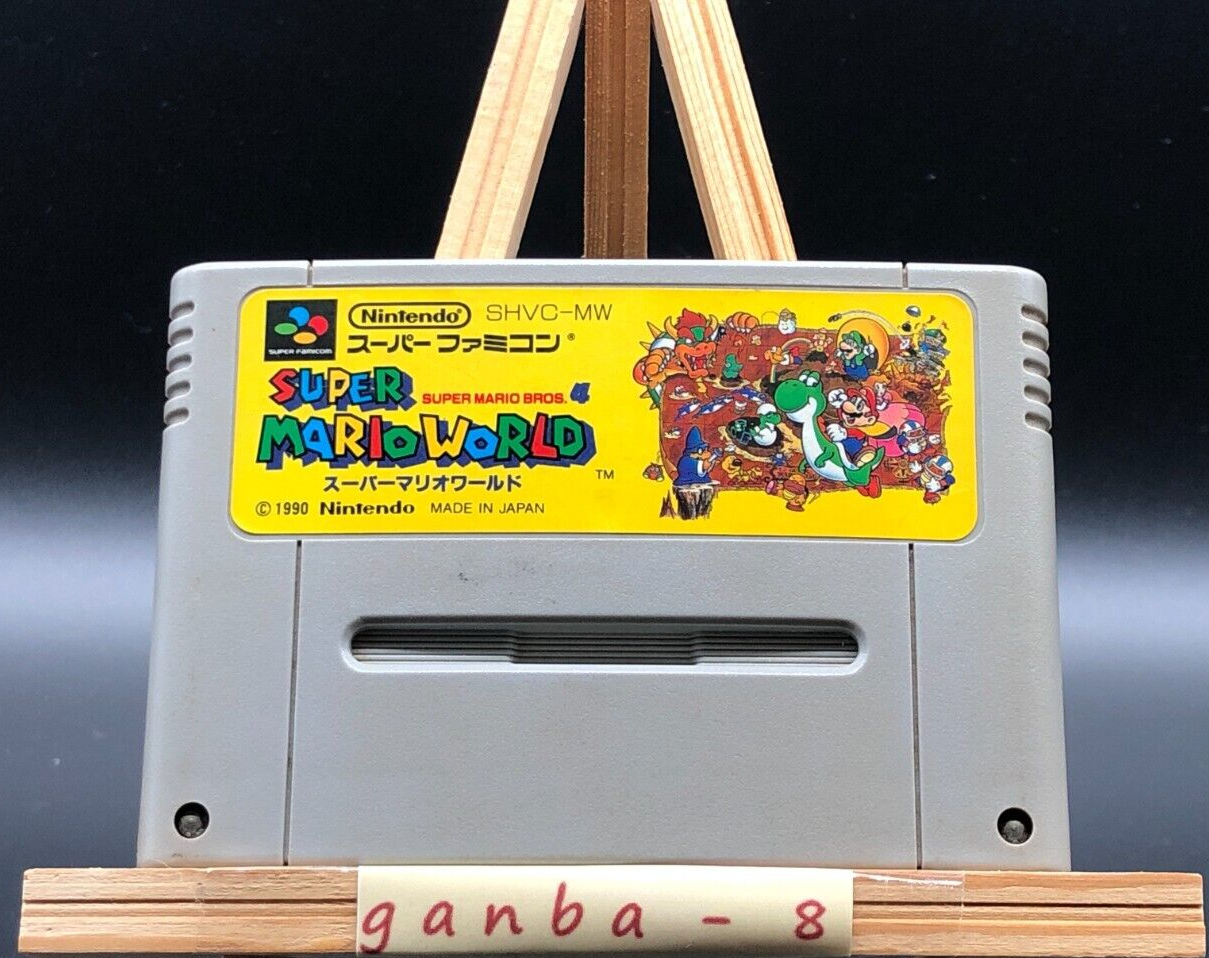 Nintendo® SHVC-MW
SUPER FAMICOM
スーパーファミコン®
SUPER SUPER MARIO BROS. 4
MARIO WORLD
スーパーマリオワールド ™
© 1990 Nintendo MADE IN JAPAN
ganba - 8